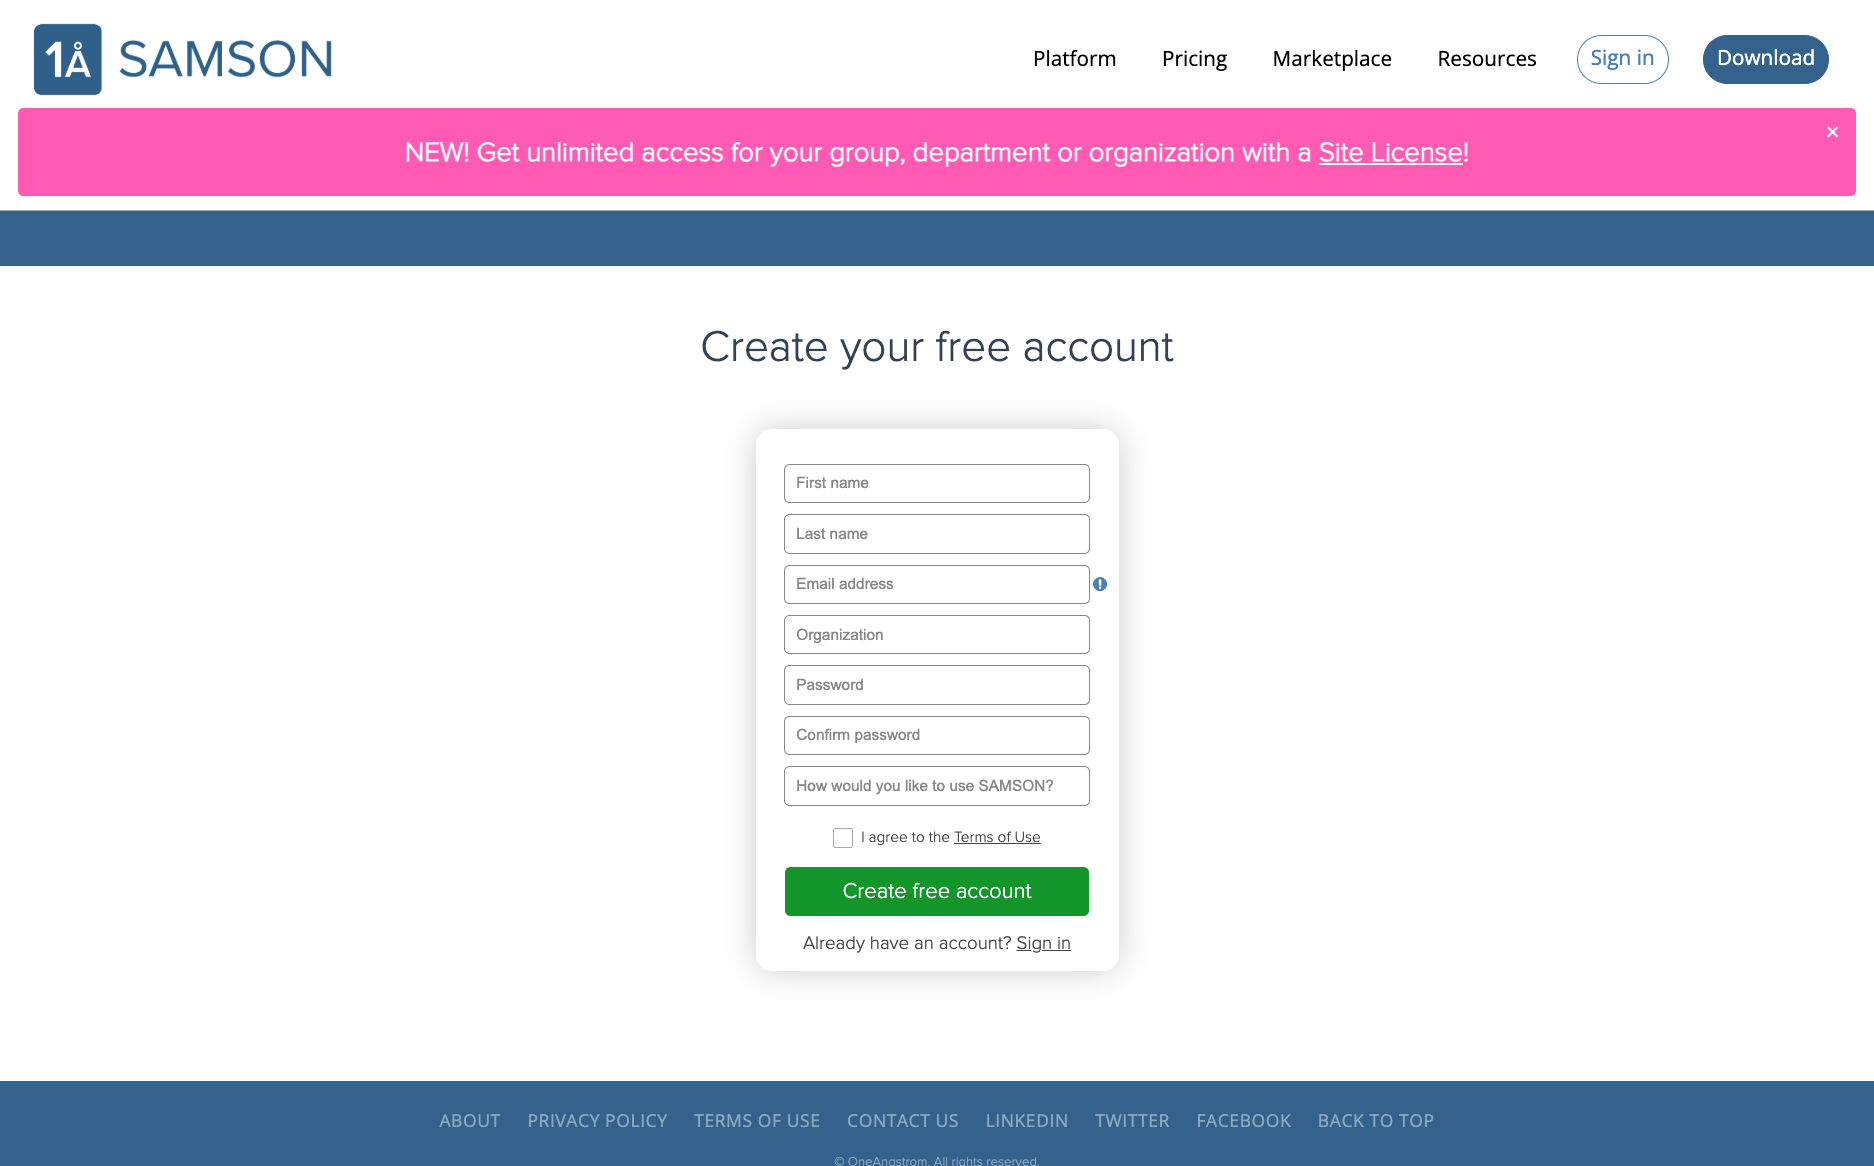 1Å SAMSON
Platform Pricing Marketplace Resources Sign in Download
NEW! Get unlimited access for your group, department or organization with a Site License!
×
Create your free account
First name
Last name
Email address
Organization
Password
Confirm password
How would you like to use SAMSON?
I agree to the Terms of Use
Create free account
Already have an account? Sign in
ABOUT PRIVACY POLICY TERMS OF USE CONTACT US LINKEDIN TWITTER FACEBOOK BACK TO TOP
© OneAngstrom. All rights reserved.